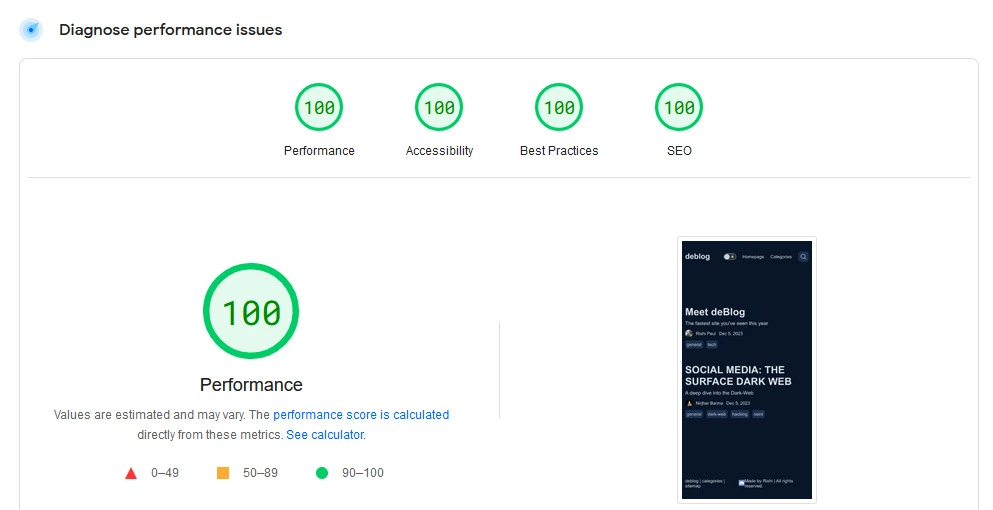 Diagnose performance issues
100 100 100 100
Performance Accessibility Best Practices SEO
100
Performance
Values are estimated and may vary. The performance score is calculated
directly from these metrics. See calculator.
0–49 50–89 90–100
deblog Homepage Categories
Meet deBlog
The fastest site you've seen this year
Rishi Paul Dec 5, 2023
general tech
SOCIAL MEDIA: THE
SURFACE DARK WEB
A deep dive into the Dark-Web
Nirjhar Barma Dec 5, 2023
general dark-web hacking osint
deblog | categories |
sitemap
Made by Rishi | All rights
reserved.